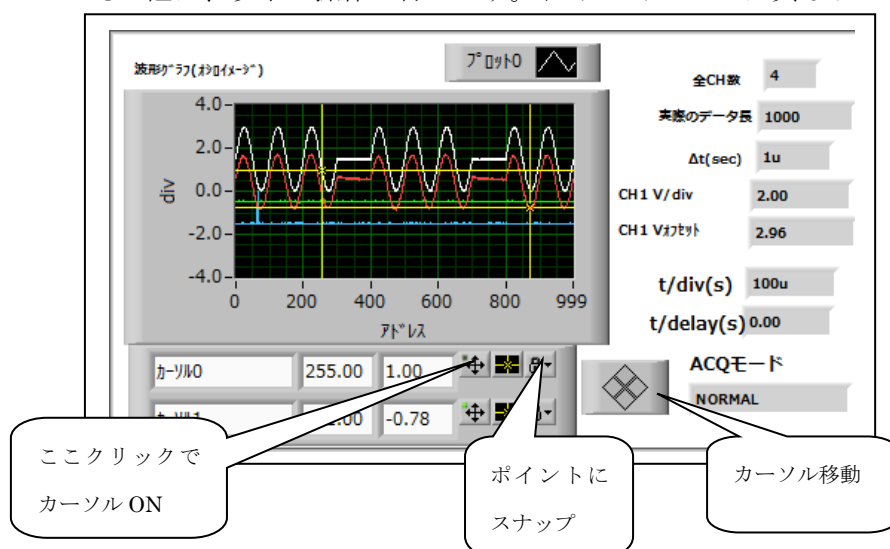 波形グラフ(オシロイメージ)
プロット0
全CH数 4
実際のデータ長 1000
Δt(sec) 1u
CH1 V/div 2.00
CH1 Vオフセット 2.96
t/div(s) 100u
t/delay(s) 0.00
ACQモード
NORMAL
div
4.0
2.0
0.0
-2.0
-4.0
0 200 400 600 800 999
アドレス
カーソル0 255.00 1.00
-0.78
ここクリックで
カーソル ON
ポイントに
スナップ
カーソル移動